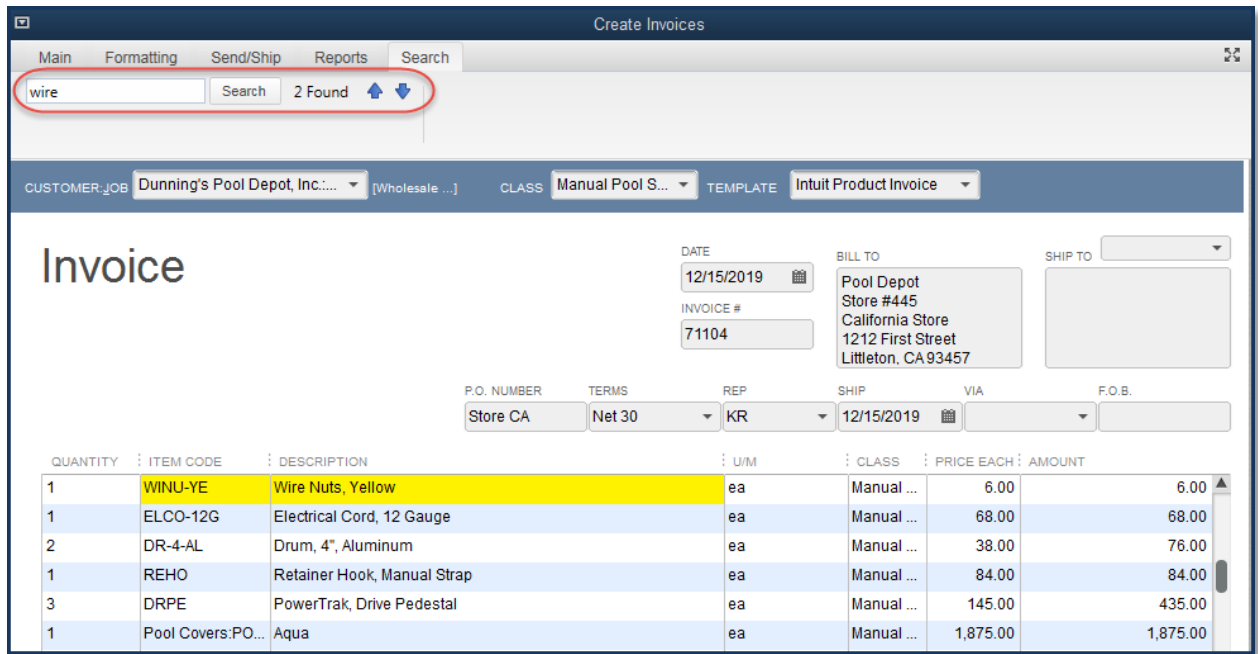 Create Invoices
Main Formatting Send/Ship Reports Search
wire Search 2 Found
CUSTOMER:JOB Dunning's Pool Depot, Inc.:... [Wholesale ...] CLASS Manual Pool S... TEMPLATE Intuit Product Invoice
Invoice
DATE
12/15/2019
INVOICE #
71104
BILL TO
Pool Depot
Store #445
California Store
1212 First Street
Littleton, CA 93457
SHIP TO
P.O. NUMBER TERMS REP SHIP VIA F.O.B.
Store CA Net 30 KR 12/15/2019
QUANTITY ITEM CODE DESCRIPTION U/M CLASS PRICE EACH AMOUNT
1 WINU-YE Wire Nuts, Yellow ea Manual ... 6.00 6.00
1 ELCO-12G Electrical Cord, 12 Gauge ea Manual ... 68.00 68.00
2 DR-4-AL Drum, 4", Aluminum ea Manual ... 38.00 76.00
1 REHO Retainer Hook, Manual Strap ea Manual ... 84.00 84.00
3 DRPE PowerTrak, Drive Pedestal ea Manual ... 145.00 435.00
1 Pool Covers:PO... Aqua ea Manual ... 1,875.00 1,875.00